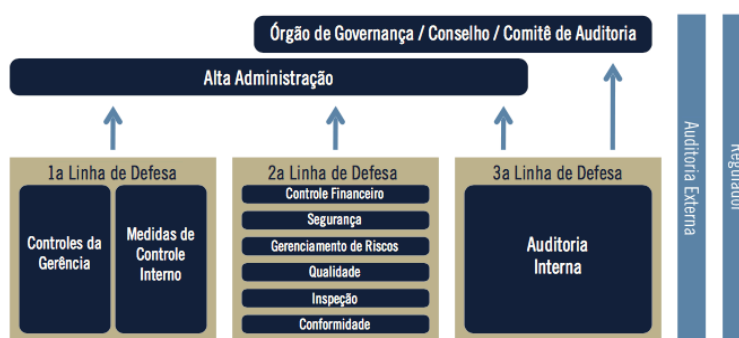 Órgão de Governança / Conselho / Comitê de Auditoria
Alta Administração
1a Linha de Defesa
Controles da
Gerência
Medidas de
Controle
Interno
2a Linha de Defesa
Controle Financeiro
Segurança
Gerenciamento de Riscos
Qualidade
Inspeção
Conformidade
3a Linha de Defesa
Auditoria
Interna
Auditoria Externa
Regulador